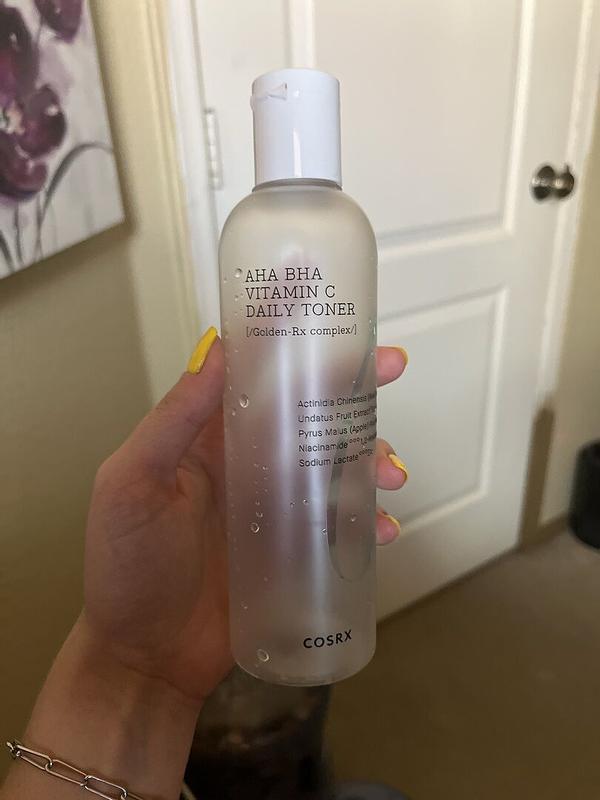 AHA BHA
VITAMIN C
DAILY TONER
[/Golden-Rx complex/]
Actinidia Chinensis
Undatus Fruit Extract
Pyrus Malus (Apple)
Niacinamide
Sodium Lactate
COSRX